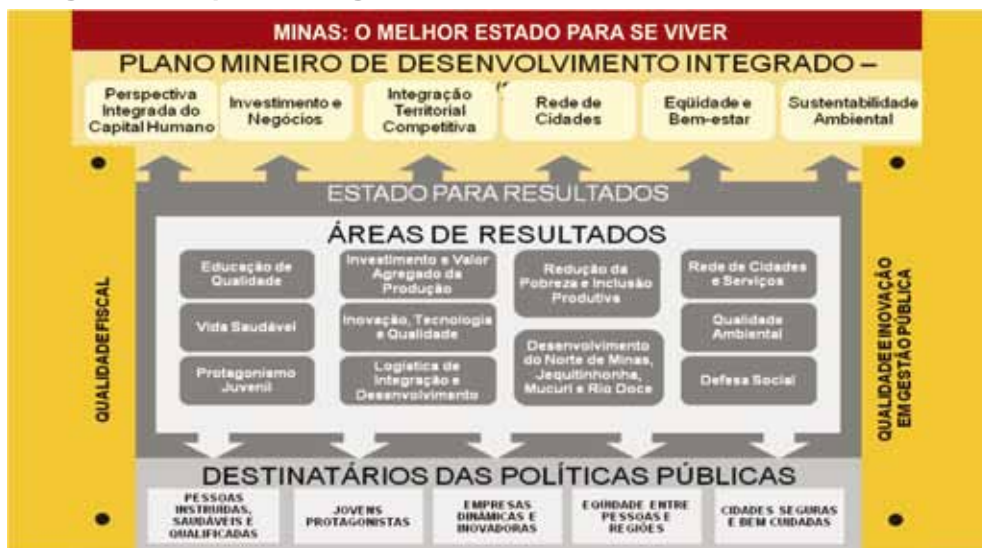 MINAS: O MELHOR ESTADO PARA SE VIVER
PLANO MINEIRO DE DESENVOLVIMENTO INTEGRADO –
Perspectiva
Integrada do
Capital Humano
Investimento e
Negócios
Integração
Territorial
Competitiva
Rede de
Cidades
Eqüidade e
Bem-estar
Sustentabilidade
Ambiental
ESTADO PARA RESULTADOS
ÁREAS DE RESULTADOS
Educação de
Qualidade
Investimento e Valor
Agregado da
Produção
Redução da
Pobreza e Inclusão
Produtiva
Rede de Cidades
e Serviços
Vida Saudável
Inovação, Tecnologia
e Qualidade
Desenvolvimento
do Norte de Minas,
Jequitinhonha,
Mucuri e Rio Doce
Qualidade
Ambiental
Protagonismo
Juvenil
Logística de
Integração e
Desenvolvimento
Defesa Social
QUALIDADE FISCAL
QUALIDADE E INOVAÇÃO
EM GESTÃO PÚBLICA
DESTINATÁRIOS DAS POLÍTICAS PÚBLICAS
PESSOAS
INSTRUÍDAS,
SAUDÁVEIS E
QUALIFICADAS
JOVENS
PROTAGONISTAS
EMPRESAS
DINÂMICAS E
INOVADORAS
EQÜIDADE ENTRE
PESSOAS E
REGIÕES
CIDADES SEGURAS
E BEM CUIDADAS